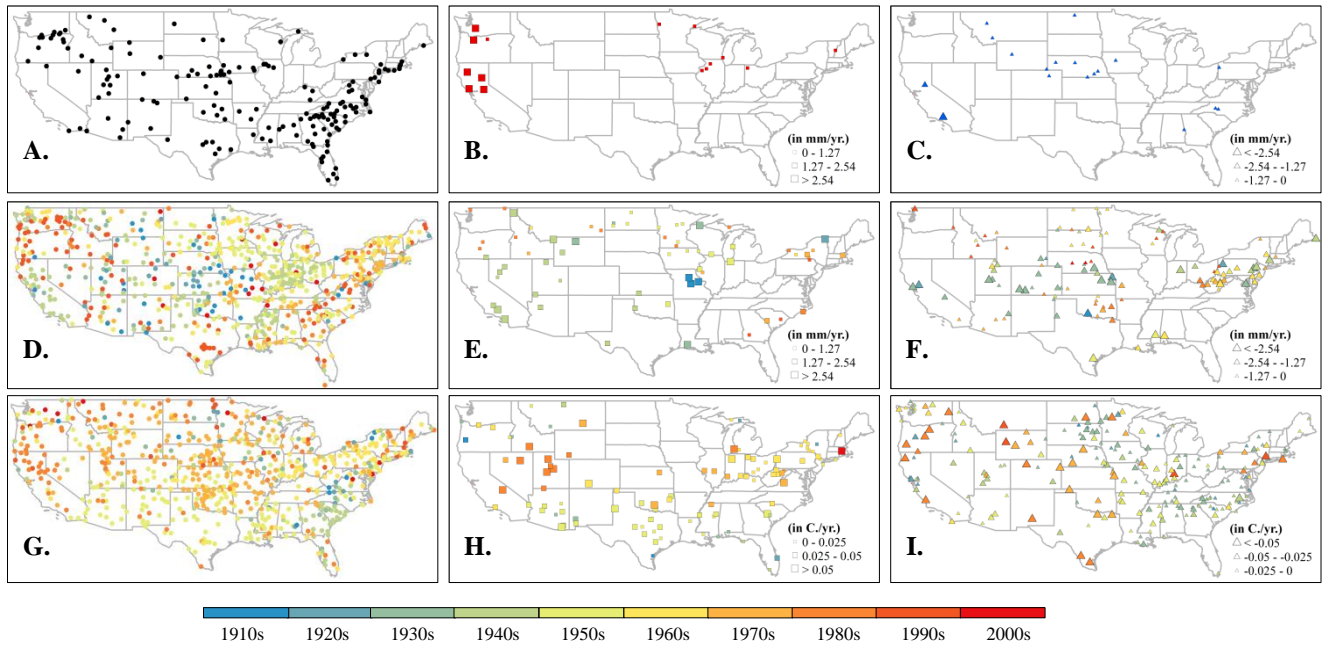 A.
B.
(in mm/yr.)
0 - 1.27
1.27 - 2.54
> 2.54
C.
(in mm/yr.)
< -2.54
-2.54 - -1.27
-1.27 - 0
D.
E.
(in mm/yr.)
0 - 1.27
1.27 - 2.54
> 2.54
F.
(in mm/yr.)
< -2.54
-2.54 - -1.27
-1.27 - 0
G.
H.
(in C./yr.)
0 - 0.025
0.025 - 0.05
> 0.05
I.
(in C./yr.)
< -0.05
-0.05 - -0.025
-0.025 - 0
1910s 1920s 1930s 1940s 1950s 1960s 1970s 1980s 1990s 2000s